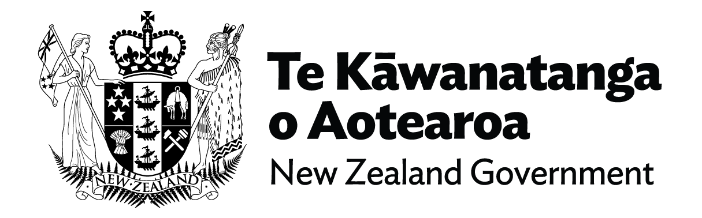 Te Kāwanatanga
o Aotearoa
New Zealand Government
NEW·ZEALAND